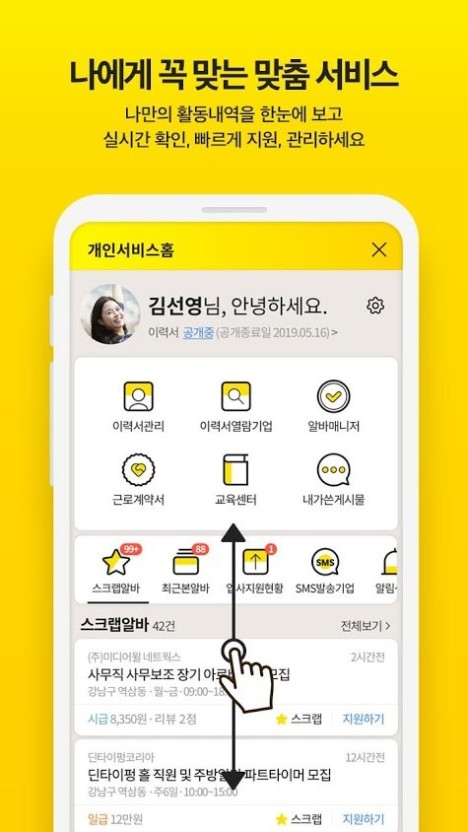 나에게 꼭 맞는 맞춤 서비스
나만의 활동내역을 한눈에 보고
실시간 확인, 빠르게 지원, 관리하세요
개인서비스홈
김선영님, 안녕하세요.
이력서 공개중 (공개종료일 2019.05.16) >
이력서관리 이력서열람기업 알바매니저
근로계약서 교육센터 내가쓴게시물
99+ 88 1 SMS
스크랩알바 최근본알바 입사지원현황 SMS발송기업
스크랩알바 42건 전체보기 >
(주)미디어윌 네트웍스 2시간전
사무직 사무보조 장기 모집
강남구 역삼동 · 월~금 · 09:00~18
시급 8,350원 · 리뷰 2점 스크랩 지원하기
딘타이펑코리아 12시간전
딘타이펑 홀 직원 및 파트타이머 모집
강남구 역삼동 · 주6일 · 10:00~15:00
일급 12만원 스크랩 지원하기